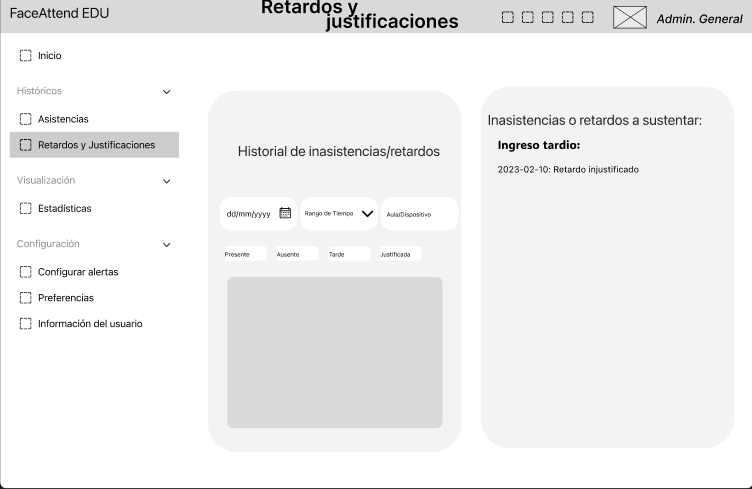 FaceAttend EDU
Retardos y
justificaciones
Admin. General
Inicio
Históricos
Asistencias
Retardos y Justificaciones
Visualización
Estadísticas
Configuración
Configurar alertas
Preferencias
Información del usuario
Historial de inasistencias/retardos
dd/mm/yyyy
Rango de Tiempo
Aula/Dispositivo
Presente
Ausente
Tarde
Justificada
Inasistencias o retardos a sustentar:
Ingreso tardio:
2023-02-10: Retardo injustificado